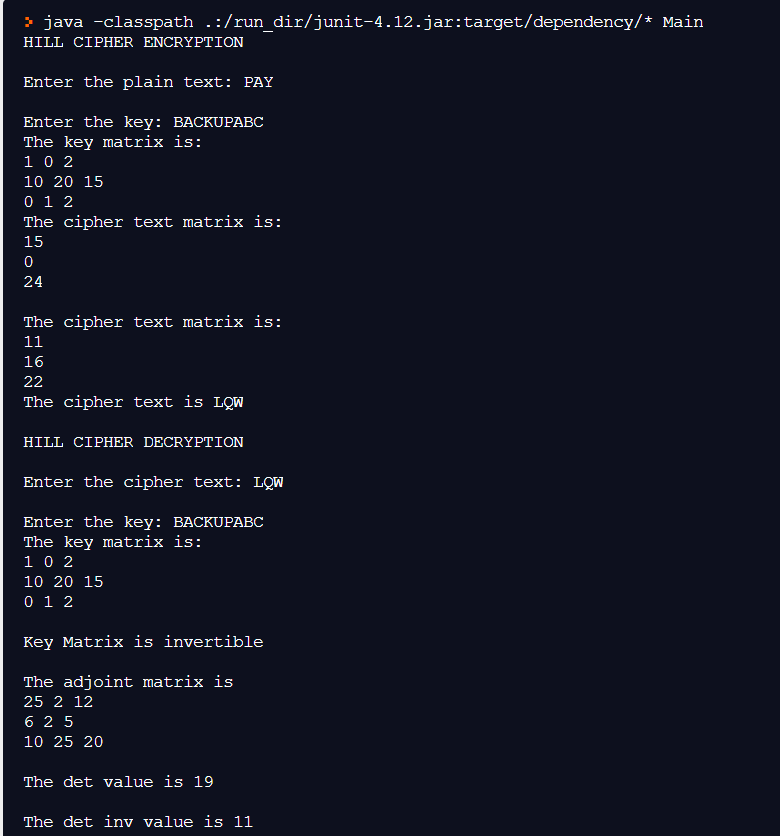 > java -classpath .:/run_dir/junit-4.12.jar:target/dependency/* Main
HILL CIPHER ENCRYPTION
Enter the plain text: PAY
Enter the key: BACKUPABC
The key matrix is:
1 0 2
10 20 15
0 1 2
The cipher text matrix is:
15
0
24
The cipher text matrix is:
11
16
22
The cipher text is LQW
HILL CIPHER DECRYPTION
Enter the cipher text: LQW
Enter the key: BACKUPABC
The key matrix is:
1 0 2
10 20 15
0 1 2
Key Matrix is invertible
The adjoint matrix is
25 2 12
6 2 5
10 25 20
The det value is 19
The det inv value is 11